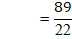 = 89/22